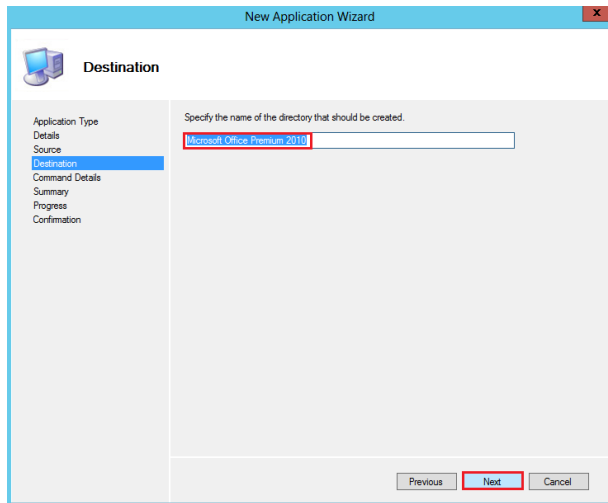 New Application Wizard
x
Destination
Application Type
Details
Source
Destination
Command Details
Summary
Progress
Confirmation
Specify the name of the directory that should be created.
Microsoft Office Premium 2010
Previous
Next
Cancel